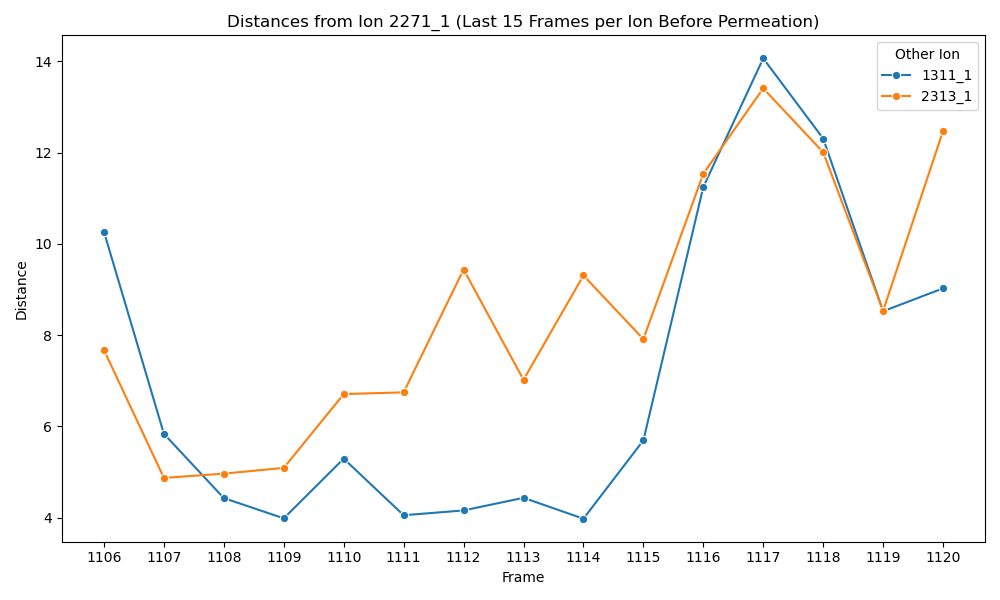 Distances from Ion 2271_1 (Last 15 Frames per Ion Before Permeation)
Other Ion
1311_1
2313_1
Distance
14
12
10
8
6
4
1106 1107 1108 1109 1110 1111 1112 1113 1114 1115 1116 1117 1118 1119 1120
Frame